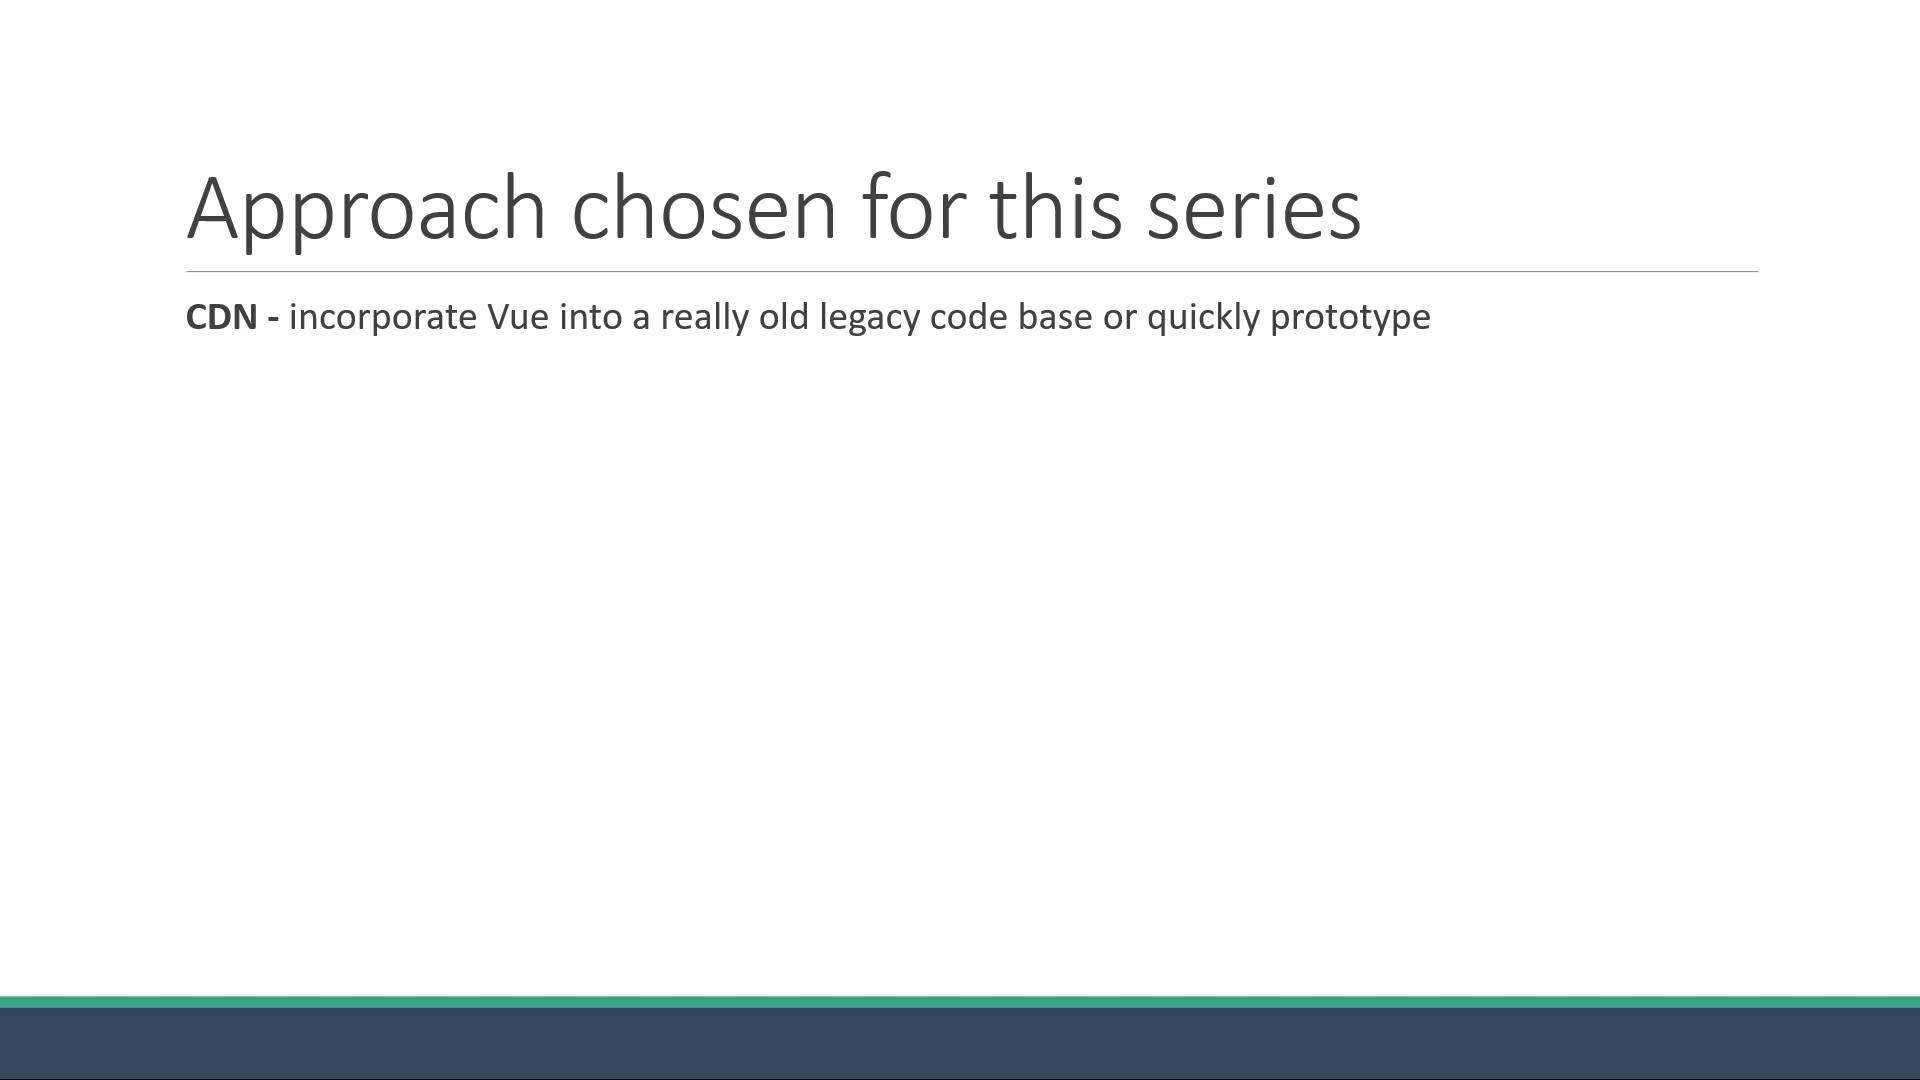 Approach chosen for this series
CDN - incorporate Vue into a really old legacy code base or quickly prototype